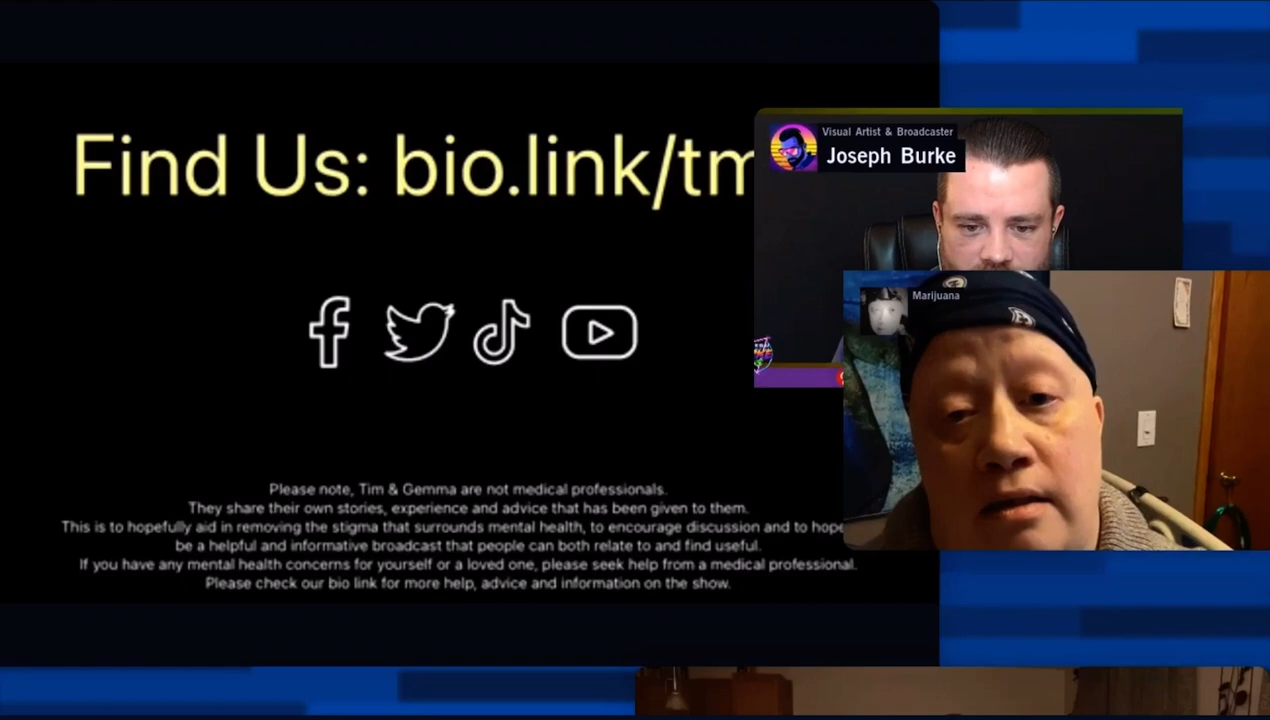 Find Us: bio.link/tm
Visual Artist & Broadcaster
Joseph Burke
Marijuana
Please note, Tim & Gemma are not medical professionals.
They share their own stories, experience and advice that has been given to them.
This is to hopefully aid in removing the stigma that surrounds mental health, to encourage discussion and to hope
be a helpful and informative broadcast that people can both relate to and find useful.
If you have any mental health concerns for yourself or a loved one, please seek help from a medical professional.
Please check our bio link for more help, advice and information on the show.